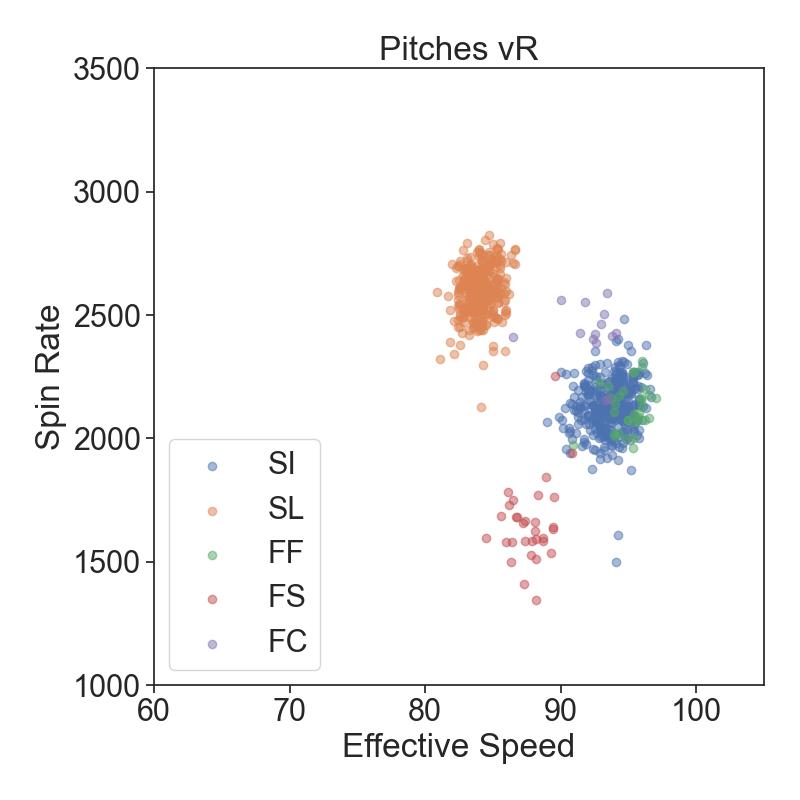 Pitches vR
3500
3000
2500
2000
1500
1000
Spin Rate
SI
SL
FF
FS
FC
60 70 80 90 100
Effective Speed